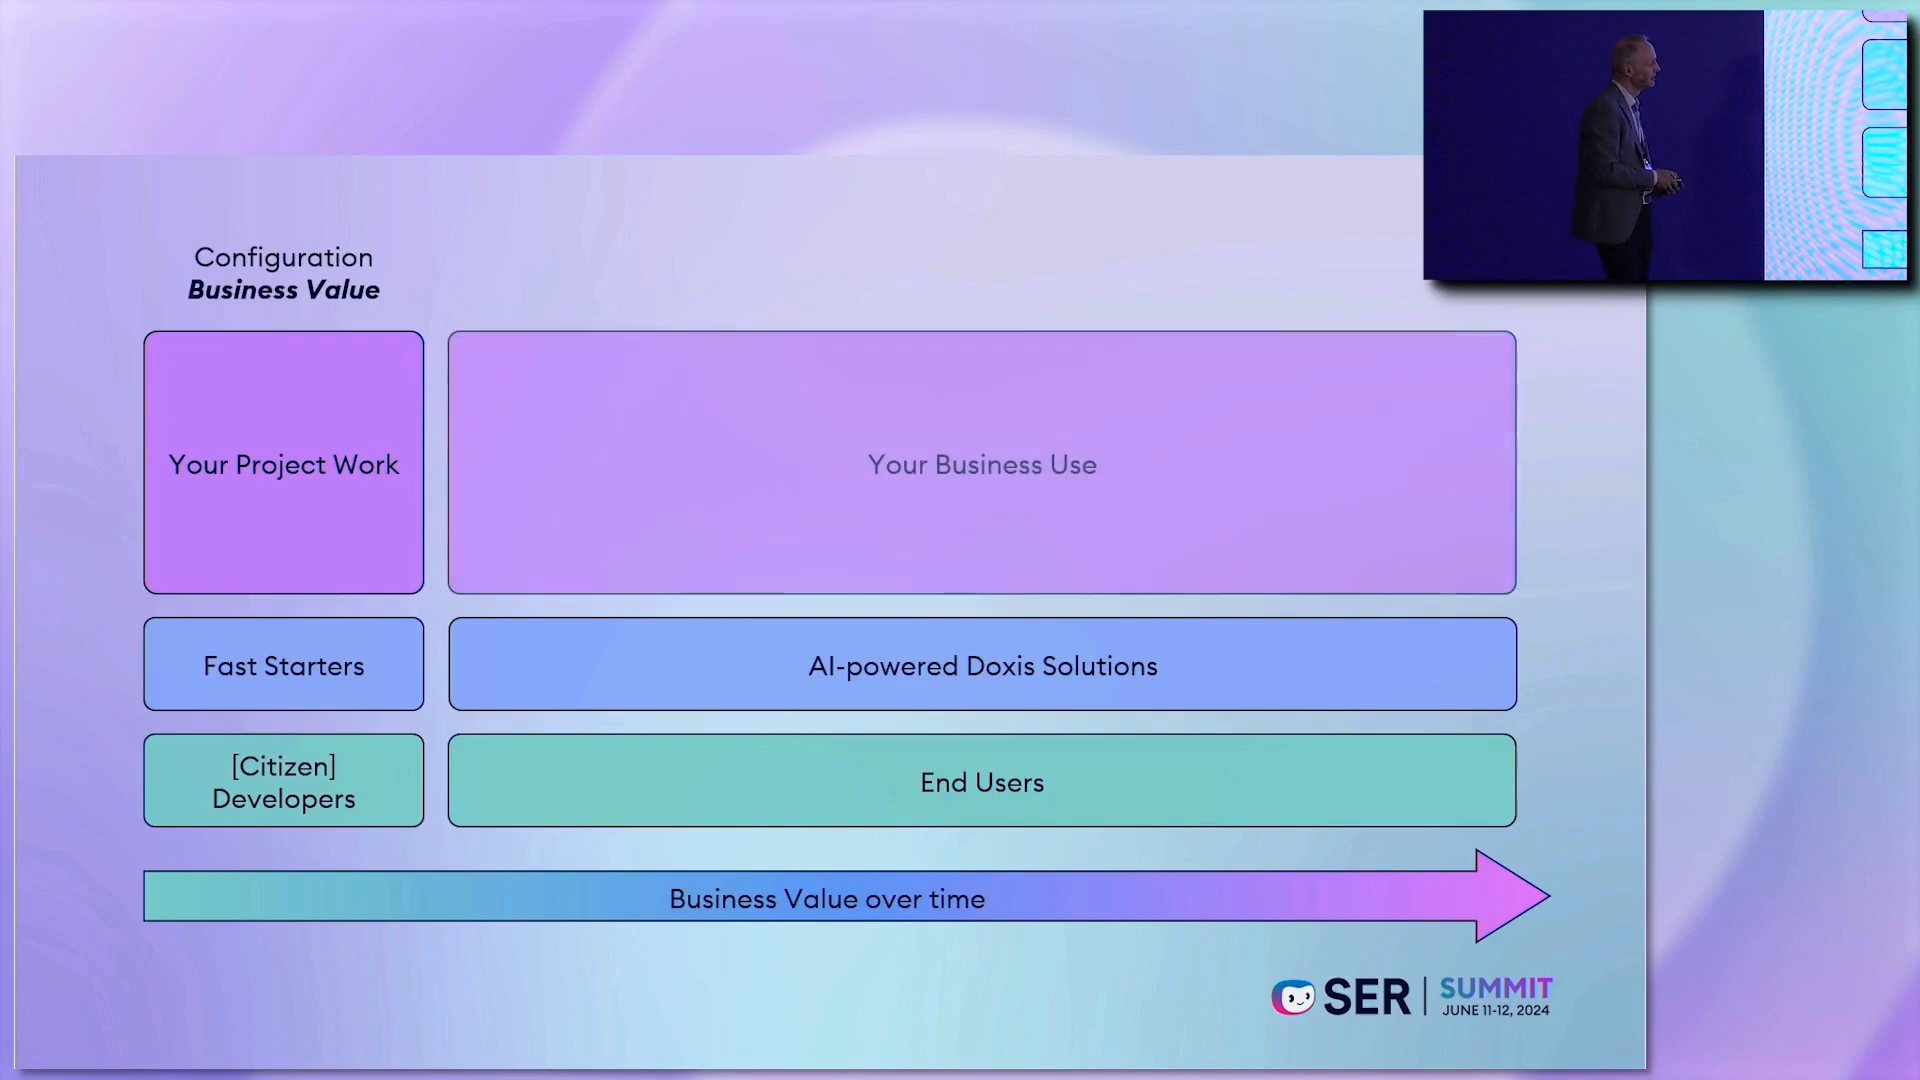 Configuration
Business Value
Your Project Work
Your Business Use
Fast Starters
AI-powered Doxis Solutions
[Citizen]
Developers
End Users
Business Value over time
SER
SUMMIT
JUNE 11-12, 2024